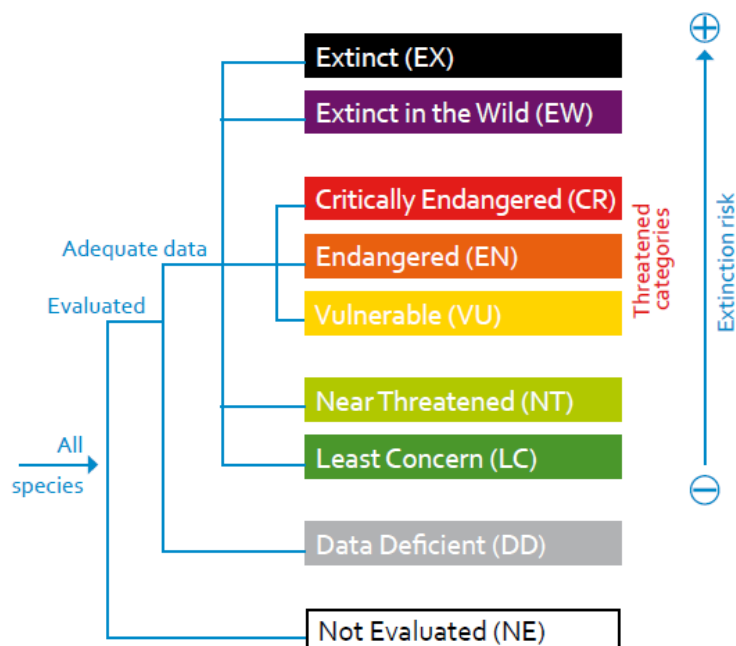 Extinct (EX)
Extinct in the Wild (EW)
Critically Endangered (CR)
Endangered (EN)
Vulnerable (VU)
Threatened
categories
Extinction risk
Adequate data
Evaluated
Near Threatened (NT)
Least Concern (LC)
All
species
Data Deficient (DD)
Not Evaluated (NE)